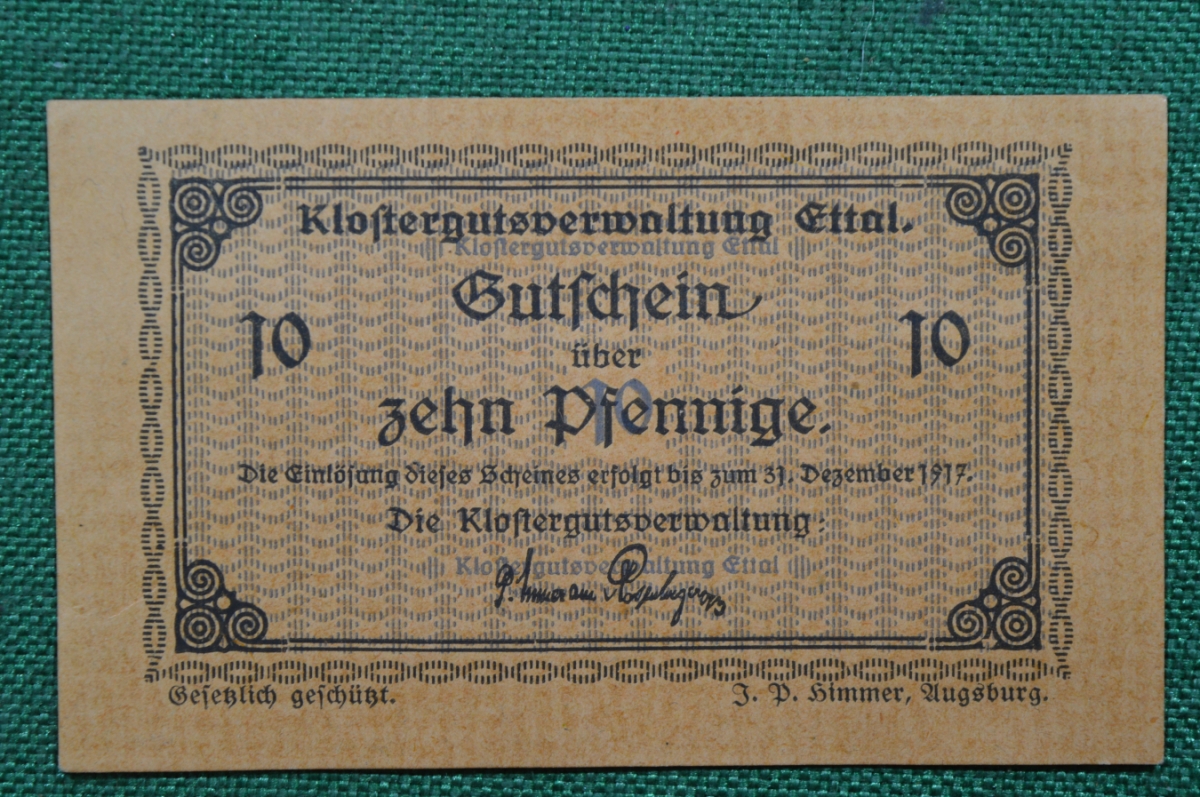 Klostergutsverwaltung Ettal.
Klostergutsverwaltung Ettal
Gutschein
10 10
über
10
zehn Pfennige.
Die Einlösung dieses Scheines erfolgt bis zum 31. Dezember 1917.
Die Klostergutsverwaltung:
Klostergutsverwaltung Ettal
Gesetzlich geschützt. J. P. Himmer, Augsburg.